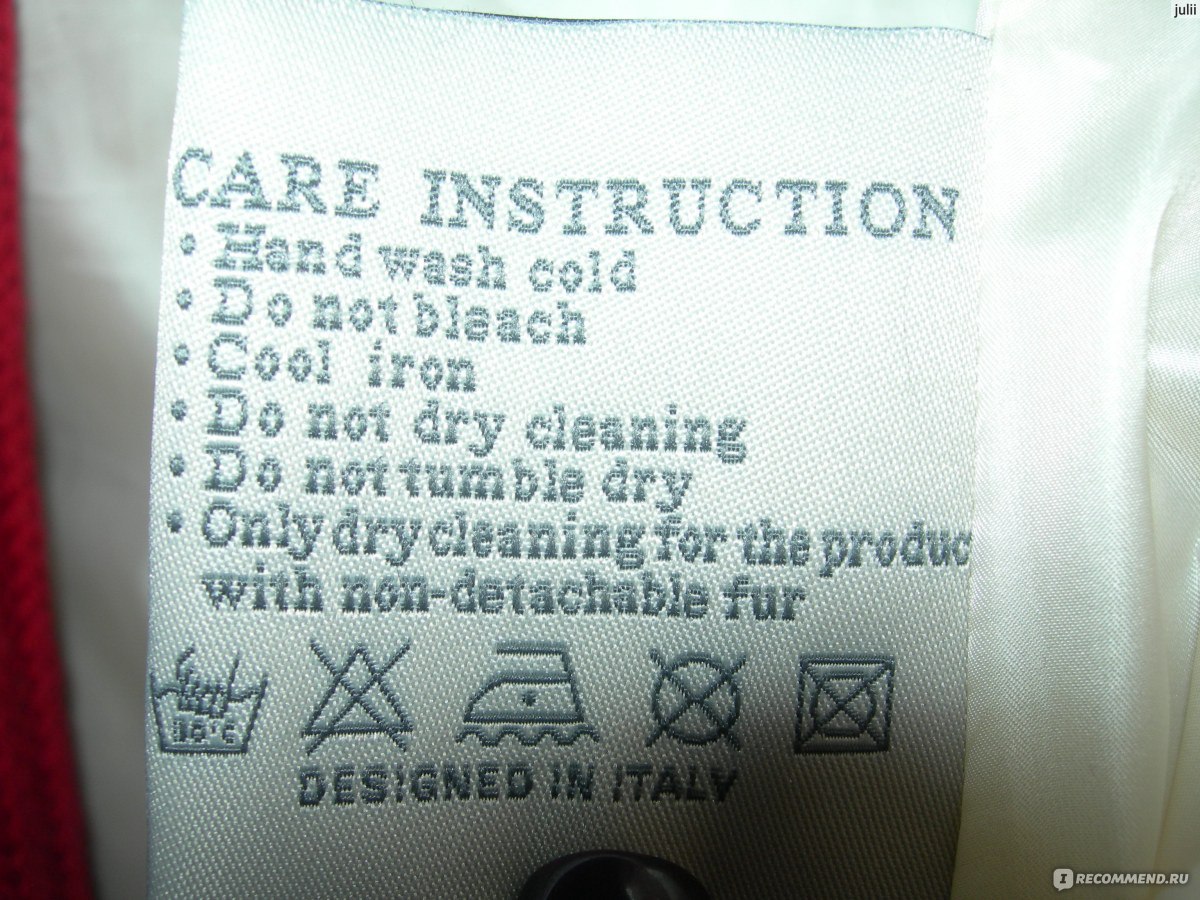 julii
CARE INSTRUCTION
• Hand wash cold
• Do not bleach
• Cool iron
• Do not dry cleaning
• Do not tumble dry
• Only dry cleaning for the produc
with non-detachable fur
DESIGNED IN ITALY
IRECOMMEND.RU